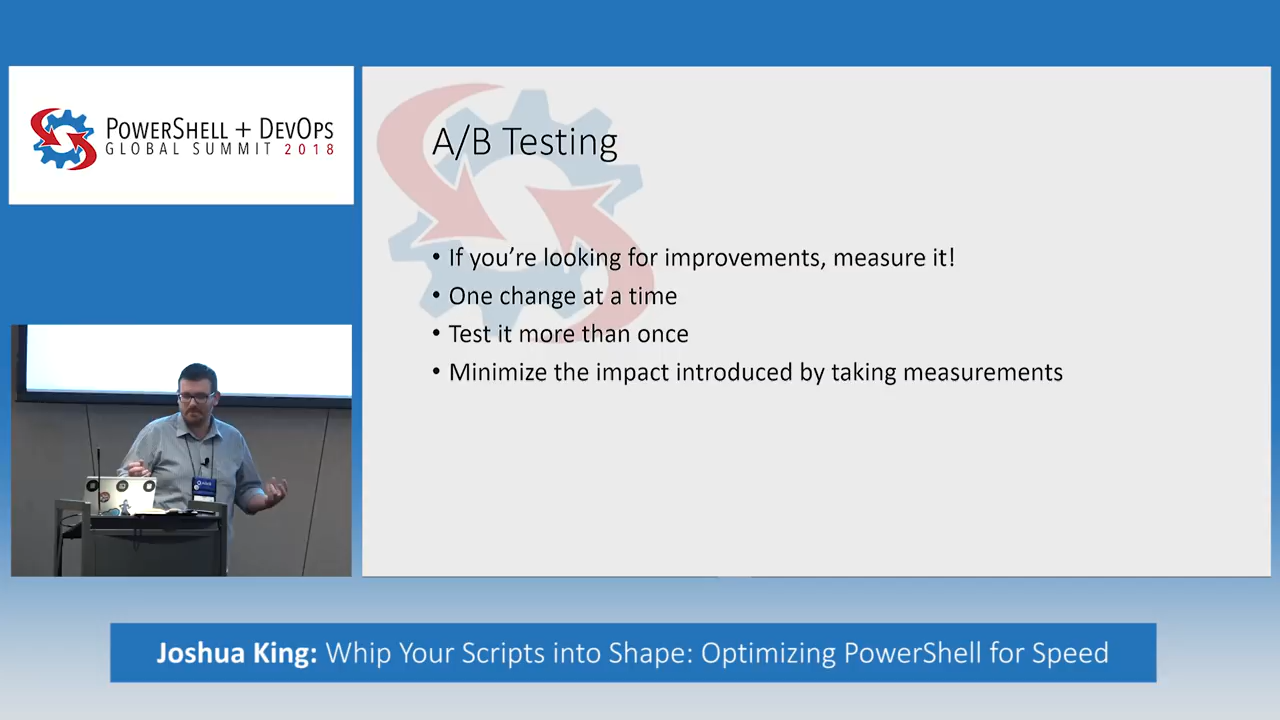 POWERSHELL + DEVOPS
GLOBAL SUMMIT 2018
A/B Testing
• If you’re looking for improvements, measure it!
• One change at a time
• Test it more than once
• Minimize the impact introduced by taking measurements
Joshua King: Whip Your Scripts into Shape: Optimizing PowerShell for Speed